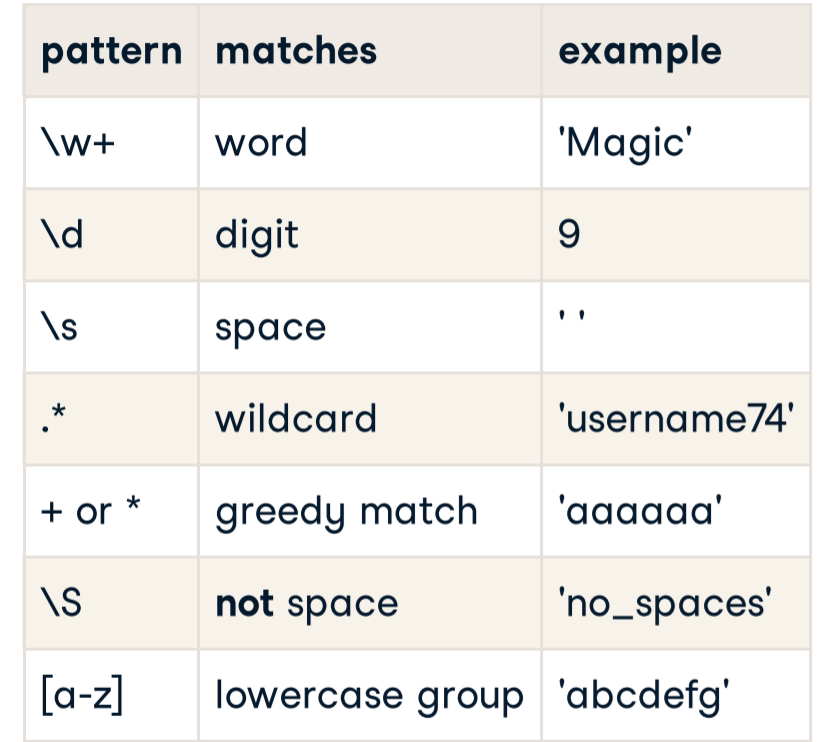 pattern matches example
\w+ word 'Magic'
\d digit 9
\s space ' '
.* wildcard 'username74'
+ or * greedy match 'aaaaaa'
\S not space 'no_spaces'
[a-z] lowercase group 'abcdefg'